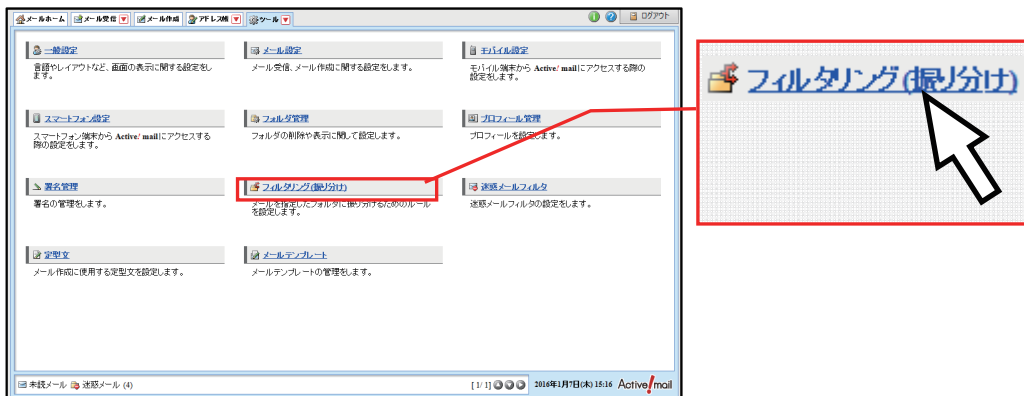 メールホーム メール受信 メール作成 アドレス帳 ツール ログアウト
一般設定 メール設定 モバイル設定
言語やレイアウトなど、画面の表示に関する設定をし
ます。
メール受信、メール作成に関する設定をします。
モバイル端末から Active! mailにアクセスする際の
設定をします。
スマートフォン設定 フォルダ管理 プロフィール管理
スマートフォン端末から Active! mailにアクセスする
際の設定をします。
フォルダの削除や表示に関して設定します。
プロフィールを設定します。
署名管理 フィルタリング(振り分け) 迷惑メールフィルタ
署名の管理をします。
メールを指定したフォルダに振り分けるためのルール
を設定します。
迷惑メールフィルタの設定をします。
定型文 メールテンプレート
メール作成に使用する定型文を設定します。
メールテンプレートの管理をします。
未読メール 迷惑メール (4) [ 1/ 1] 2016年1月7日(木) 15:16 Active! mail
フィルタリング(振り分け)